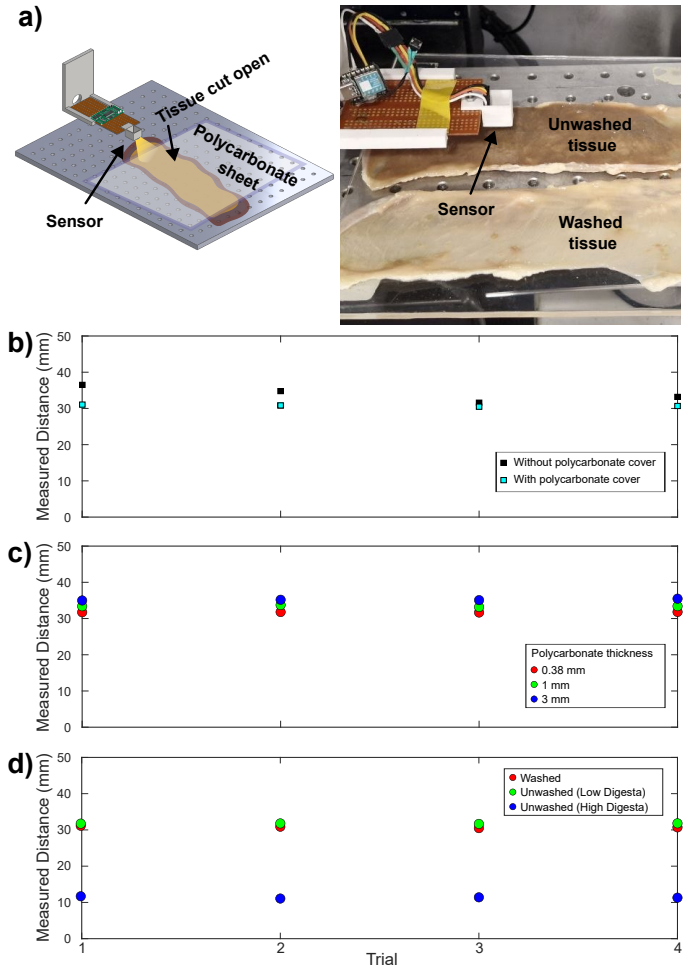 a)
Tissue cut open
Polycarbonate
sheet
Sensor
Unwashed
tissue
Sensor
Washed
tissue
b)
50
40
30
20
10
0
Measured Distance (mm)
Without polycarbonate cover
With polycarbonate cover
c)
50
40
30
20
10
0
Measured Distance (mm)
Polycarbonate thickness
0.38 mm
1 mm
3 mm
d)
50
40
30
20
10
0
Measured Distance (mm)
Washed
Unwashed (Low Digesta)
Unwashed (High Digesta)
1 2 3 4
Trial